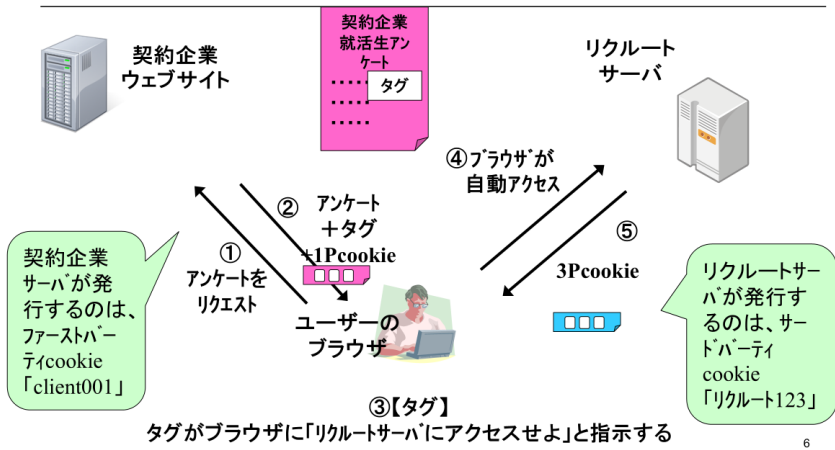 契約企業
ウェブサイト
契約企業
就活生アン
ケート
タグ
リクルート
サーバ
④ブラウザが
自動アクセス
②
アンケート
＋タグ
+1Pcookie
①
アンケートを
リクエスト
⑤
3Pcookie
契約企業
サーバが発
行するのは、
ファーストパー
ティcookie
「client001」
ユーザーの
ブラウザ
リクルートサー
バが発行す
るのは、サー
ドパーティ
cookie
「リクルート123」
③【タグ】
タグがブラウザに「リクルートサーバにアクセスせよ」と指示する
6